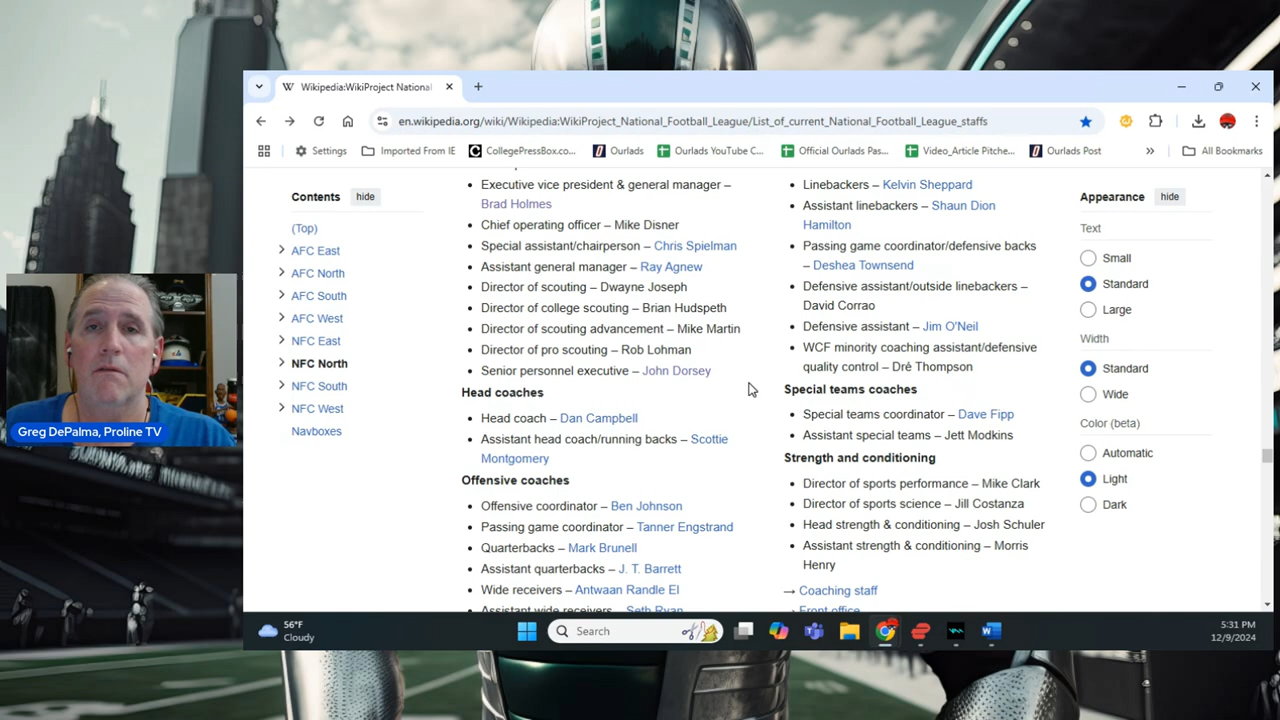 Wikipedia:WikiProject National
en.wikipedia.org/wiki/Wikipedia:WikiProject_National_Football_League/List_of_current_National_Football_League_staffs
Settings
Imported From IE
CollegePressBox.co...
Ourlads
Ourlads YouTube C...
Official Ourlads Pas...
Video_Article Pitche...
Ourlads Post
»
All Bookmarks
Contents
hide
(Top)
AFC East
AFC North
AFC South
AFC West
NFC East
NFC North
NFC South
NFC West
Navboxes
• Executive vice president & general manager –
Brad Holmes
• Chief operating officer – Mike Disner
• Special assistant/chairperson – Chris Spielman
• Assistant general manager – Ray Agnew
• Director of scouting – Dwayne Joseph
• Director of college scouting – Brian Hudspeth
• Director of scouting advancement – Mike Martin
• Director of pro scouting – Rob Lohman
• Senior personnel executive – John Dorsey
Head coaches
• Head coach – Dan Campbell
• Assistant head coach/running backs – Scottie
Montgomery
Offensive coaches
• Offensive coordinator – Ben Johnson
• Passing game coordinator – Tanner Engstrand
• Quarterbacks – Mark Brunell
• Assistant quarterbacks – J. T. Barrett
• Wide receivers – Antwaan Randle El
• Assistant wide receivers – Seth Ryan
• Linebackers – Kelvin Sheppard
• Assistant linebackers – Shaun Dion
Hamilton
• Passing game coordinator/defensive backs
– Deshea Townsend
• Defensive assistant/outside linebackers –
David Corrao
• Defensive assistant – Jim O'Neil
• WCF minority coaching assistant/defensive
quality control – Dré Thompson
Special teams coaches
• Special teams coordinator – Dave Fipp
• Assistant special teams – Jett Modkins
Strength and conditioning
• Director of sports performance – Mike Clark
• Director of sports science – Jill Costanza
• Head strength & conditioning – Josh Schuler
• Assistant strength & conditioning – Morris
Henry
→ Coaching staff
→ Front office
Appearance
hide
Text
Small
Standard
Large
Width
Standard
Wide
Color (beta)
Automatic
Light
Dark
Greg DePalma, Proline TV
56°F
Cloudy
Search
5:31 PM
12/9/2024